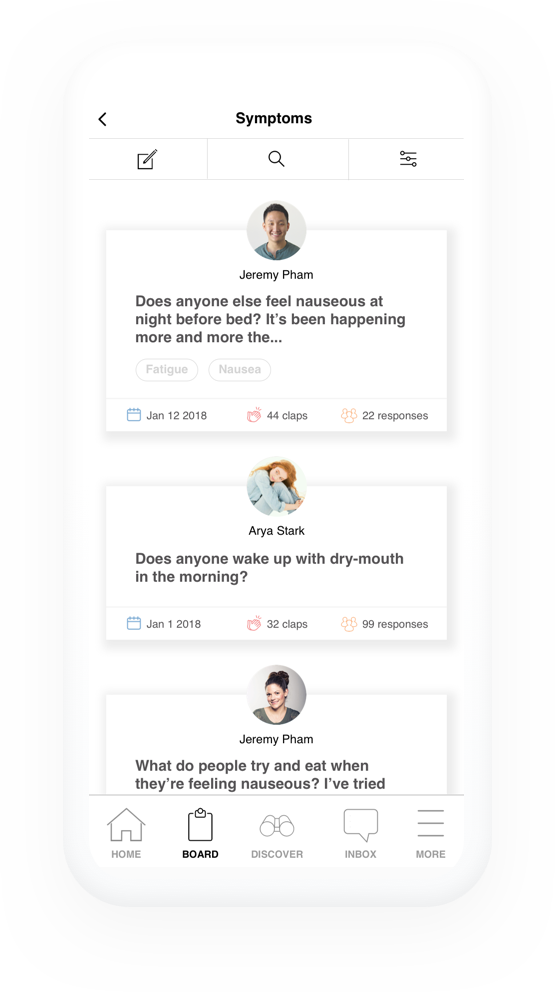 Symptoms
Jeremy Pham
Does anyone else feel nauseous at
night before bed? It’s been happening
more and more the...
Fatigue Nausea
Jan 12 2018 44 claps 22 responses
Arya Stark
Does anyone wake up with dry-mouth
in the morning?
Jan 1 2018 32 claps 99 responses
Jeremy Pham
What do people try and eat when
they’re feeling nauseous? I’ve tried
HOME BOARD DISCOVER INBOX MORE